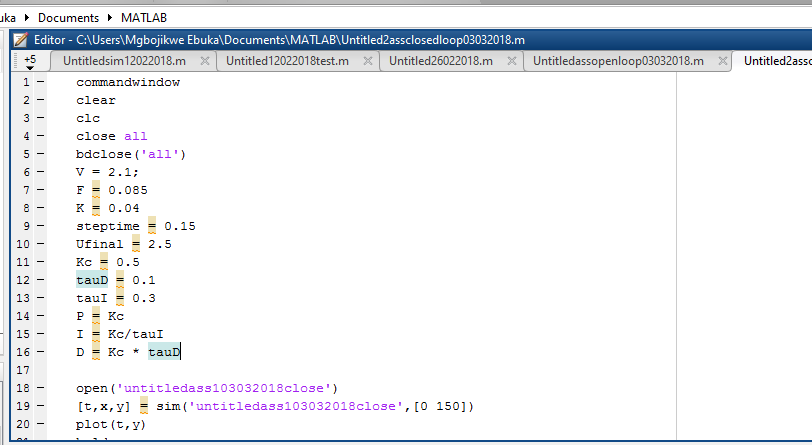 uka ▶ Documents ▶ MATLAB
Editor - C:\Users\Mgbojikwe Ebuka\Documents\MATLAB\Untitled2assclosedloop03032018.m
+5 Untitledsim12022018.m × Untitled12022018test.m × Untitled26022018.m × Untitledassopenloop03032018.m × Untitled2assc
1 – commandwindow
2 – clear
3 – clc
4 – close all
5 – bdclose('all')
6 – V = 2.1;
7 – F = 0.085
8 – K = 0.04
9 – steptime = 0.15
10 – Ufinal = 2.5
11 – Kc = 0.5
12 – tauD = 0.1
13 – tauI = 0.3
14 – P = Kc
15 – I = Kc/tauI
16 – D = Kc * tauD
17
18 – open('untitledass103032018close')
19 – [t,x,y] = sim('untitledass103032018close',[0 150])
20 – plot(t,y)